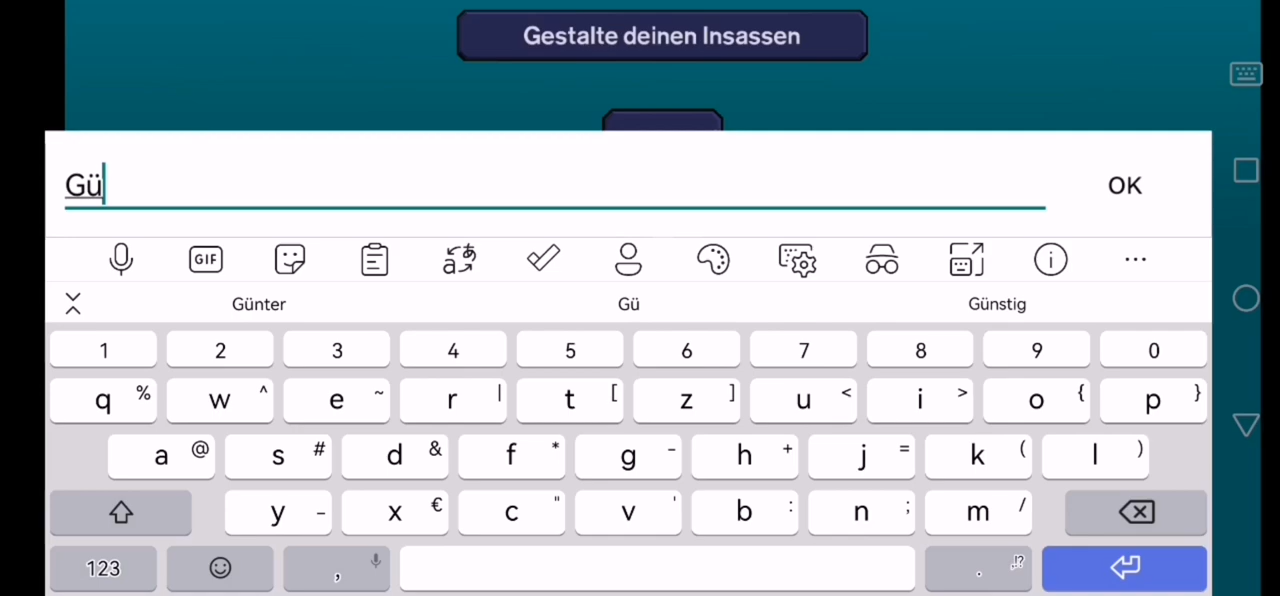 Gestalte deinen Insassen
Gü
OK
GIF
Günter Gü Günstig
1 2 3 4 5 6 7 8 9 0
q % w ^ e ~ r | t [ z ] u < i > o { p }
a @ s # d & f * g - h + j = k ( l )
y _ x € c " v ' b : n ; m /
123 , . ,!?